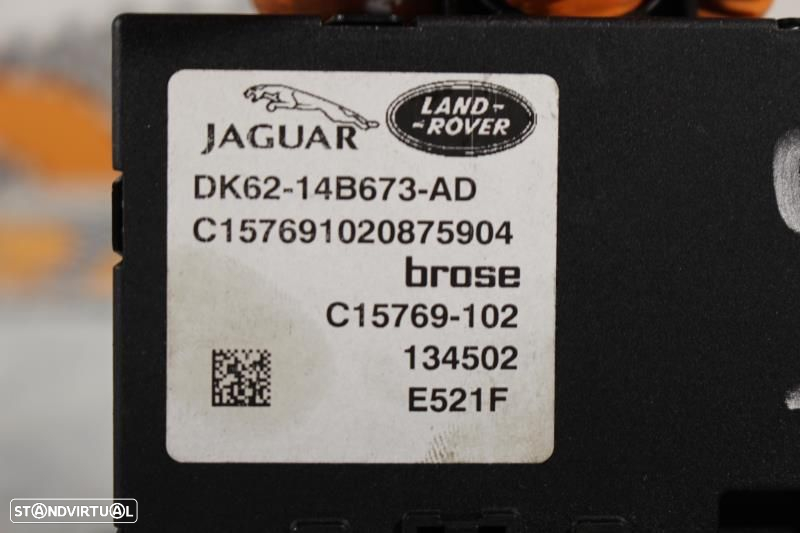 JAGUAR
LAND-
-ROVER
DK62-14B673-AD
C157691020875904
brose
C15769-102
134502
E521F
STANDVIRTUAL